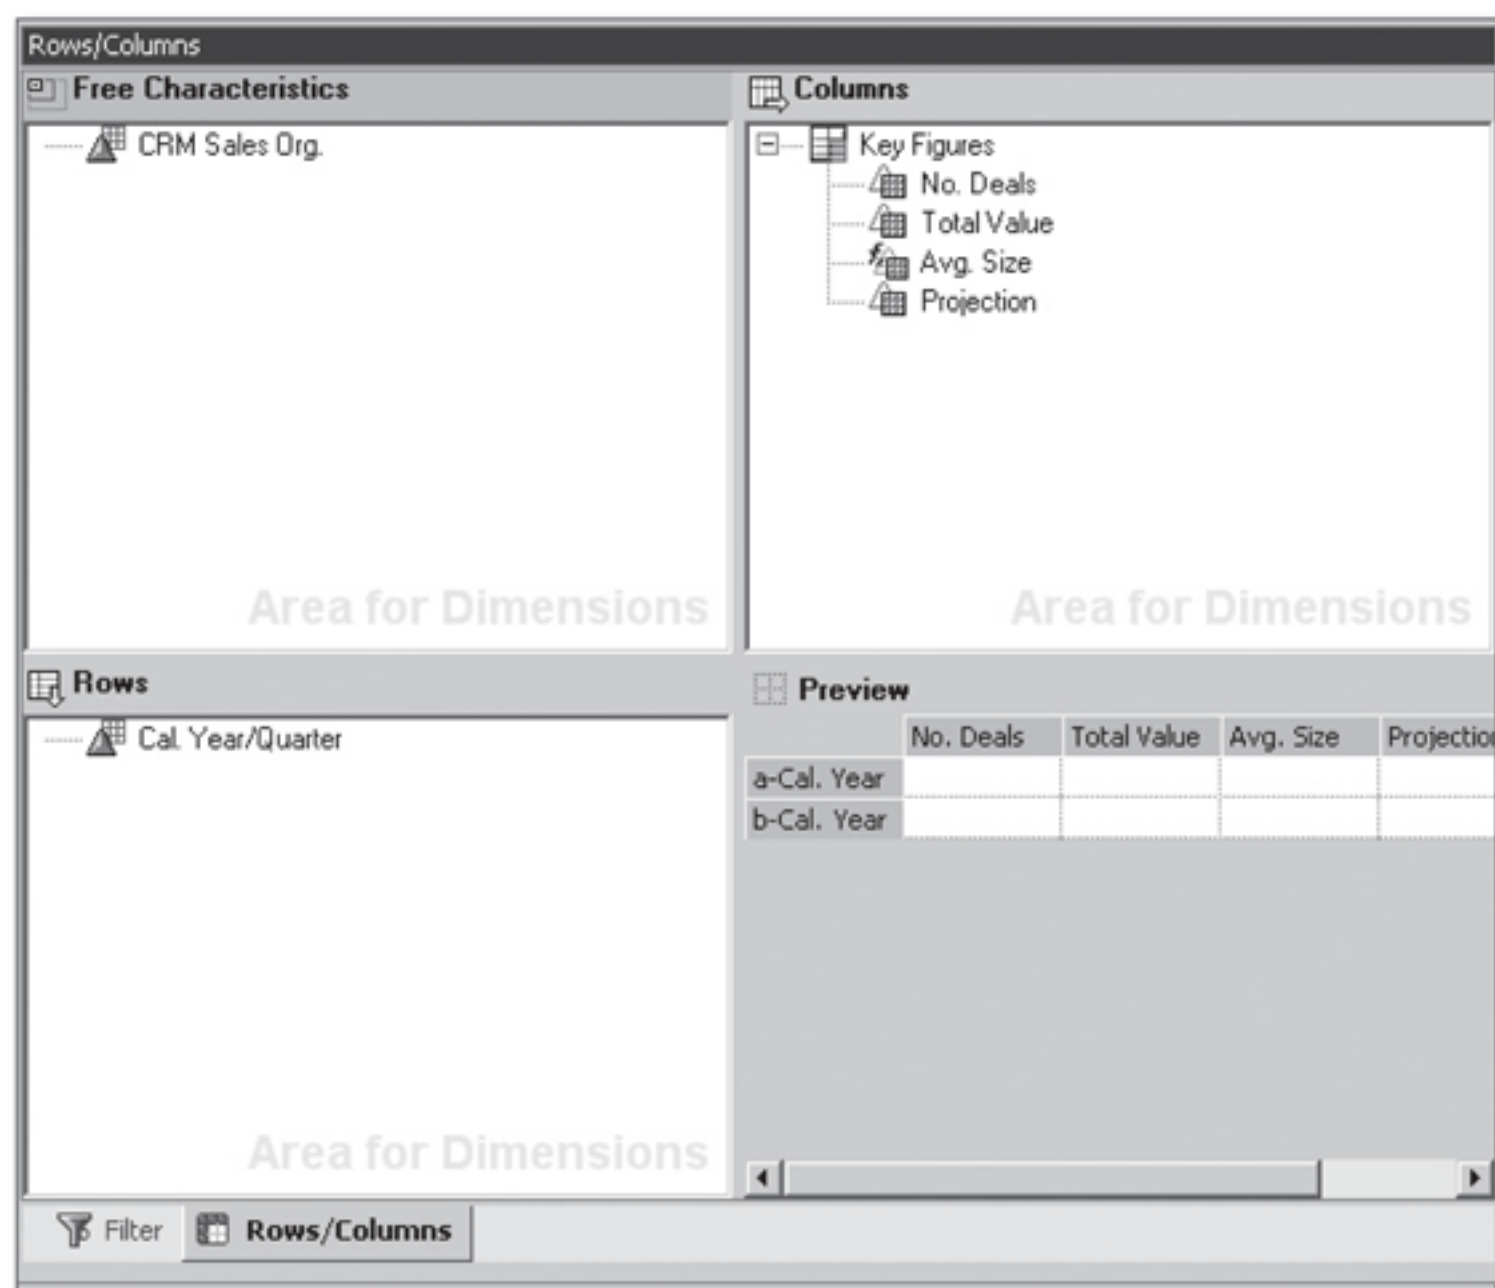 Rows/Columns
Free Characteristics
CRM Sales Org.
Area for Dimensions
Columns
Key Figures
No. Deals
Total Value
Avg. Size
Projection
Area for Dimensions
Rows
Cal. Year/Quarter
Area for Dimensions
Preview
No. Deals Total Value Avg. Size Projection
a-Cal. Year
b-Cal. Year
Filter Rows/Columns